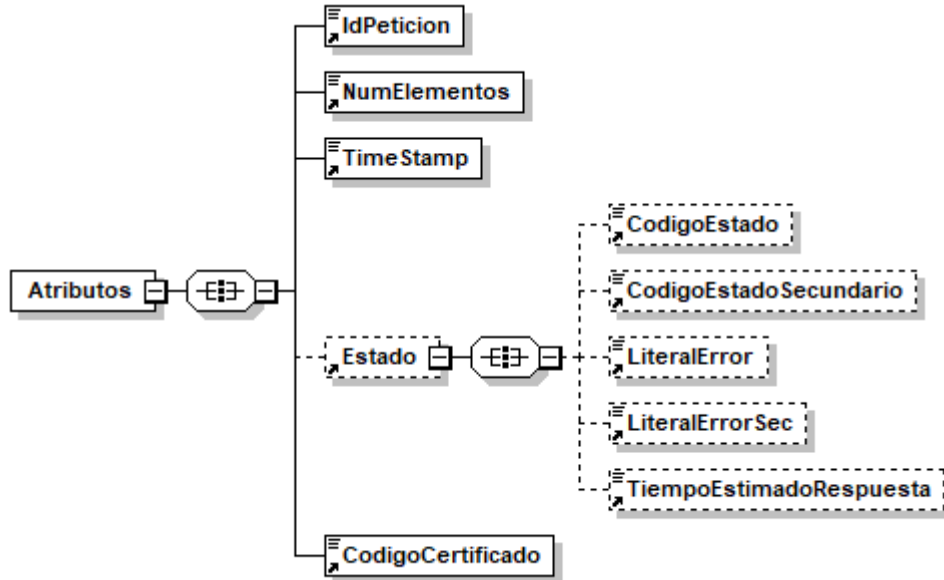 IdPeticion
NumElementos
TimeStamp
CodigoEstado
Atributos
CodigoEstadoSecundario
Estado
LiteralError
LiteralErrorSec
TiempoEstimadoRespuesta
CodigoCertificado